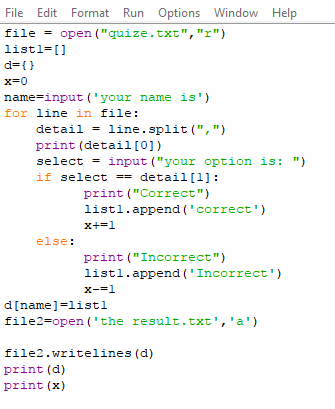 File Edit Format Run Options Window Help
file = open("quize.txt","r")
list1=[]
d={}
x=0
name=input('your name is')
for line in file:
    detail = line.split(",")
    print(detail[0])
    select = input("your option is: ")
    if select == detail[1]:
        print("Correct")
        list1.append('correct')
        x+=1
    else:
        print("Incorrect")
        list1.append('Incorrect')
        x-=1
d[name]=list1
file2=open('the result.txt','a')

file2.writelines(d)
print(d)
print(x)